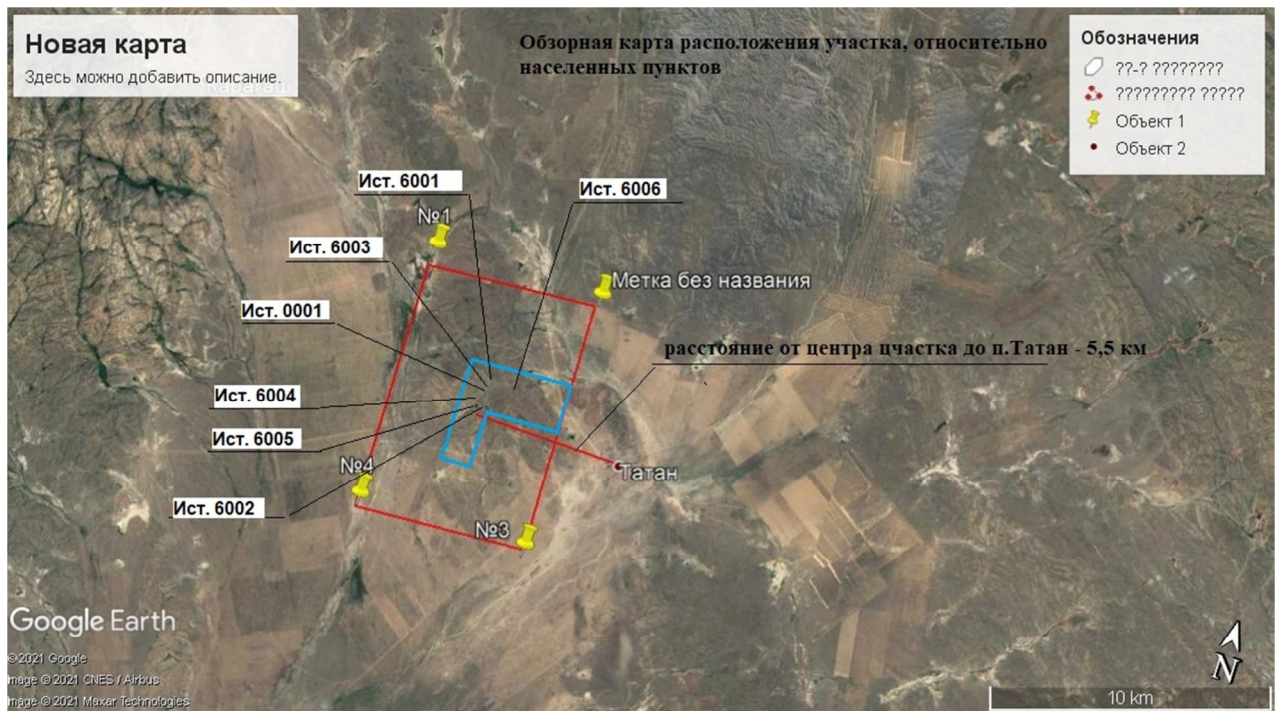 Новая карта
Здесь можно добавить описание.
Караташ
Обзорная карта расположения участка, относительно
населенных пунктов
Обозначения
??-? ????????
????????? ?????
Объект 1
Объект 2
Ист. 6001
Ист. 6006
№1
Ист. 6003
Метка без названия
Ист. 0001
расстояние от центра цчастка до п.Татан - 5,5 км
Ист. 6004
Ист. 6005
№4
Татан
Ист. 6002
№3
Google Earth
©2021 Google
Image © 2021 CNES / Airbus
Image © 2021 Maxar Technologies
N
10 km